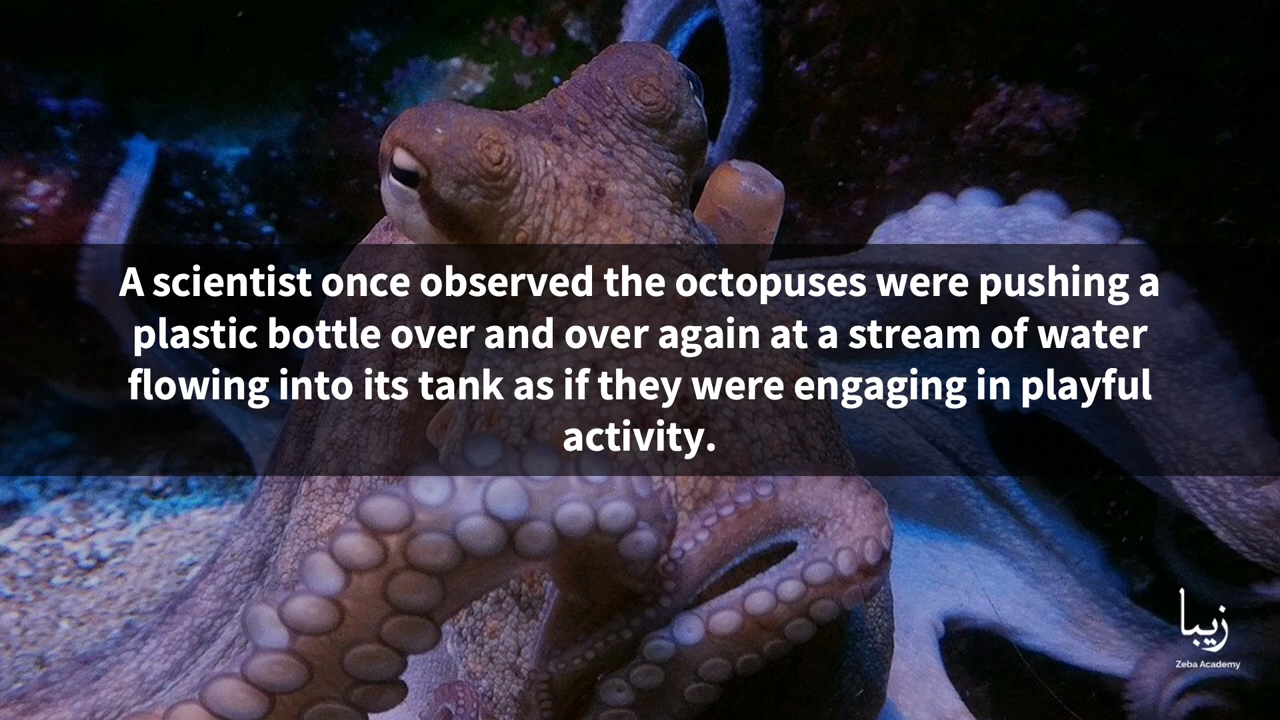 A scientist once observed the octopuses were pushing a
plastic bottle over and over again at a stream of water
flowing into its tank as if they were engaging in playful
activity.
زیبا
Zeba Academy